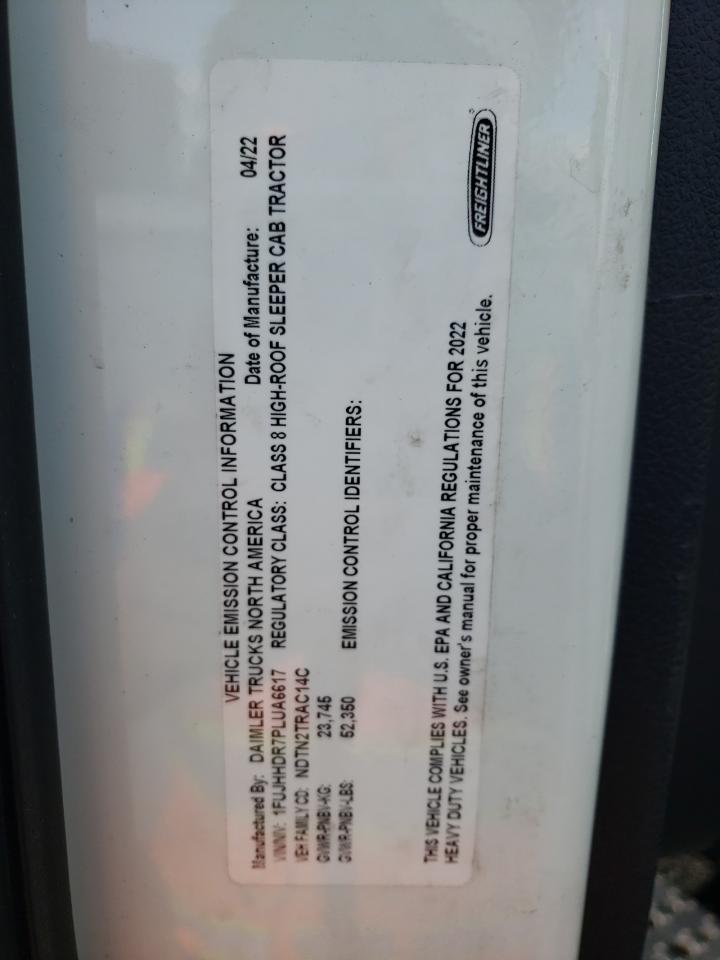 VEHICLE EMISSION CONTROL INFORMATION
Manufactured By: DAIMLER TRUCKS NORTH AMERICA Date of Manufacture: 04/22
VIN/NIV: 1FUJHHDR7PLUA6617 REGULATORY CLASS: CLASS 8 HIGH-ROOF SLEEPER CAB TRACTOR
VEH FAMILY CD: NDTN2TRAC14C
GVWR-PNBV-KG: 23,745
GVWR-PNBV-LBS: 52,350 EMISSION CONTROL IDENTIFIERS:
THIS VEHICLE COMPLIES WITH U.S. EPA AND CALIFORNIA REGULATIONS FOR 2022
HEAVY DUTY VEHICLES. See owner's manual for proper maintenance of this vehicle.
FREIGHTLINER